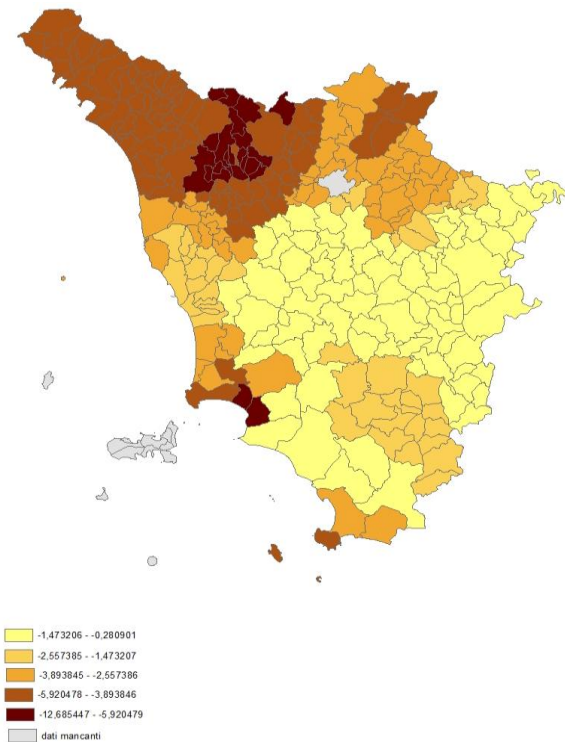 -1,473206 - -0,280901
-2,557385 - -1,473207
-3,893845 - -2,557386
-5,920478 - -3,893846
-12,685447 - -5,920479
dati mancanti